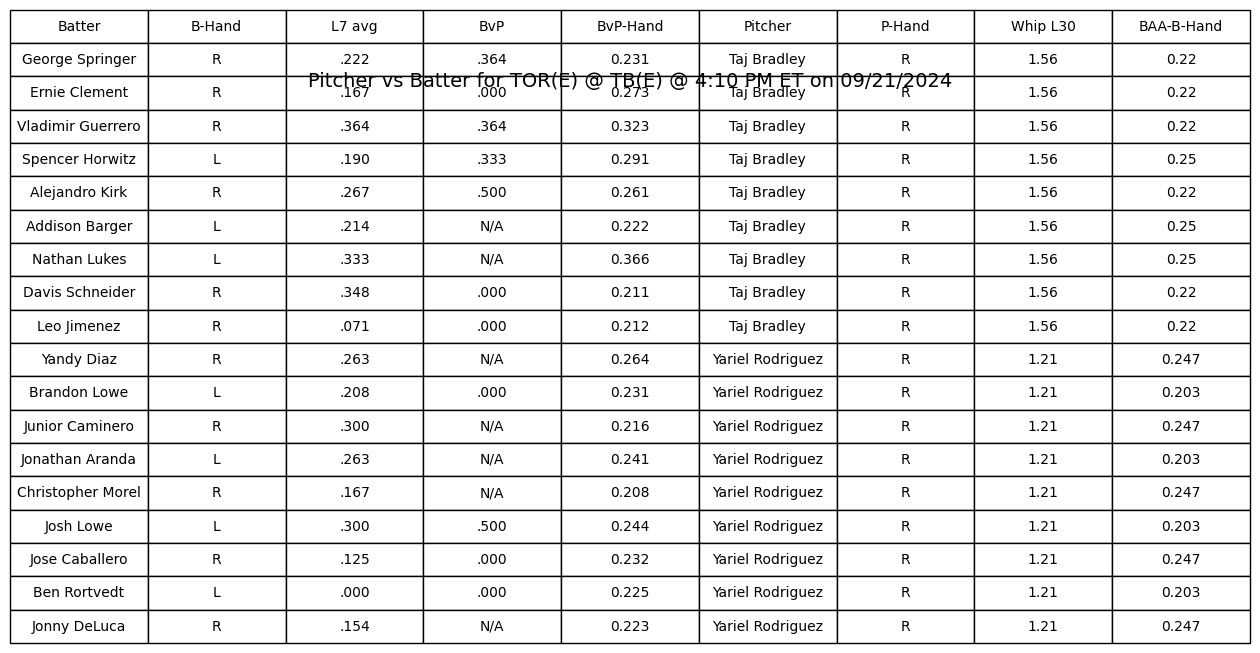 Batter B-Hand L7 avg BvP BvP-Hand Pitcher P-Hand Whip L30 BAA-B-Hand
George Springer R .222 .364 0.231 Taj Bradley R 1.56 0.22
Pitcher vs Batter for TOR(E) @ TB(E) @ 4:10 PM ET on 09/21/2024
Ernie Clement R .167 .000 0.273 Taj Bradley R 1.56 0.22
Vladimir Guerrero R .364 .364 0.323 Taj Bradley R 1.56 0.22
Spencer Horwitz L .190 .333 0.291 Taj Bradley R 1.56 0.25
Alejandro Kirk R .267 .500 0.261 Taj Bradley R 1.56 0.22
Addison Barger L .214 N/A 0.222 Taj Bradley R 1.56 0.25
Nathan Lukes L .333 N/A 0.366 Taj Bradley R 1.56 0.25
Davis Schneider R .348 .000 0.211 Taj Bradley R 1.56 0.22
Leo Jimenez R .071 .000 0.212 Taj Bradley R 1.56 0.22
Yandy Diaz R .263 N/A 0.264 Yariel Rodriguez R 1.21 0.247
Brandon Lowe L .208 .000 0.231 Yariel Rodriguez R 1.21 0.203
Junior Caminero R .300 N/A 0.216 Yariel Rodriguez R 1.21 0.247
Jonathan Aranda L .263 N/A 0.241 Yariel Rodriguez R 1.21 0.203
Christopher Morel R .167 N/A 0.208 Yariel Rodriguez R 1.21 0.247
Josh Lowe L .300 .500 0.244 Yariel Rodriguez R 1.21 0.203
Jose Caballero R .125 .000 0.232 Yariel Rodriguez R 1.21 0.247
Ben Rortvedt L .000 .000 0.225 Yariel Rodriguez R 1.21 0.203
Jonny DeLuca R .154 N/A 0.223 Yariel Rodriguez R 1.21 0.247